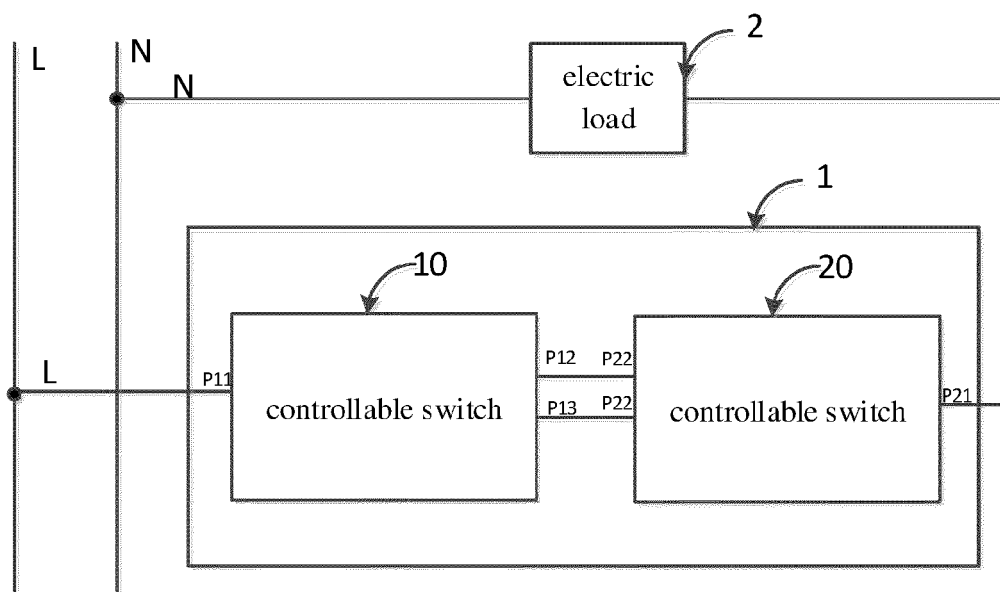 L
N
N
2
electric
load
1
10
20
L
P11
P12
P22
P13
P22
P21
controllable switch
controllable switch